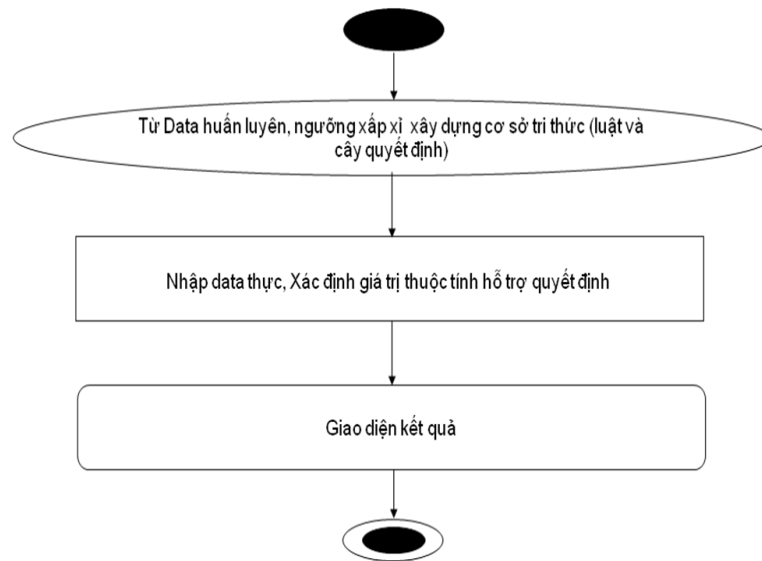 Từ Data huấn luyên, ngưỡng xấp xỉ xây dựng cơ sở tri thức (luật và
cây quyết định)
Nhập data thực, Xác định giá trị thuộc tính hỗ trợ quyết định
Giao diện kết quả